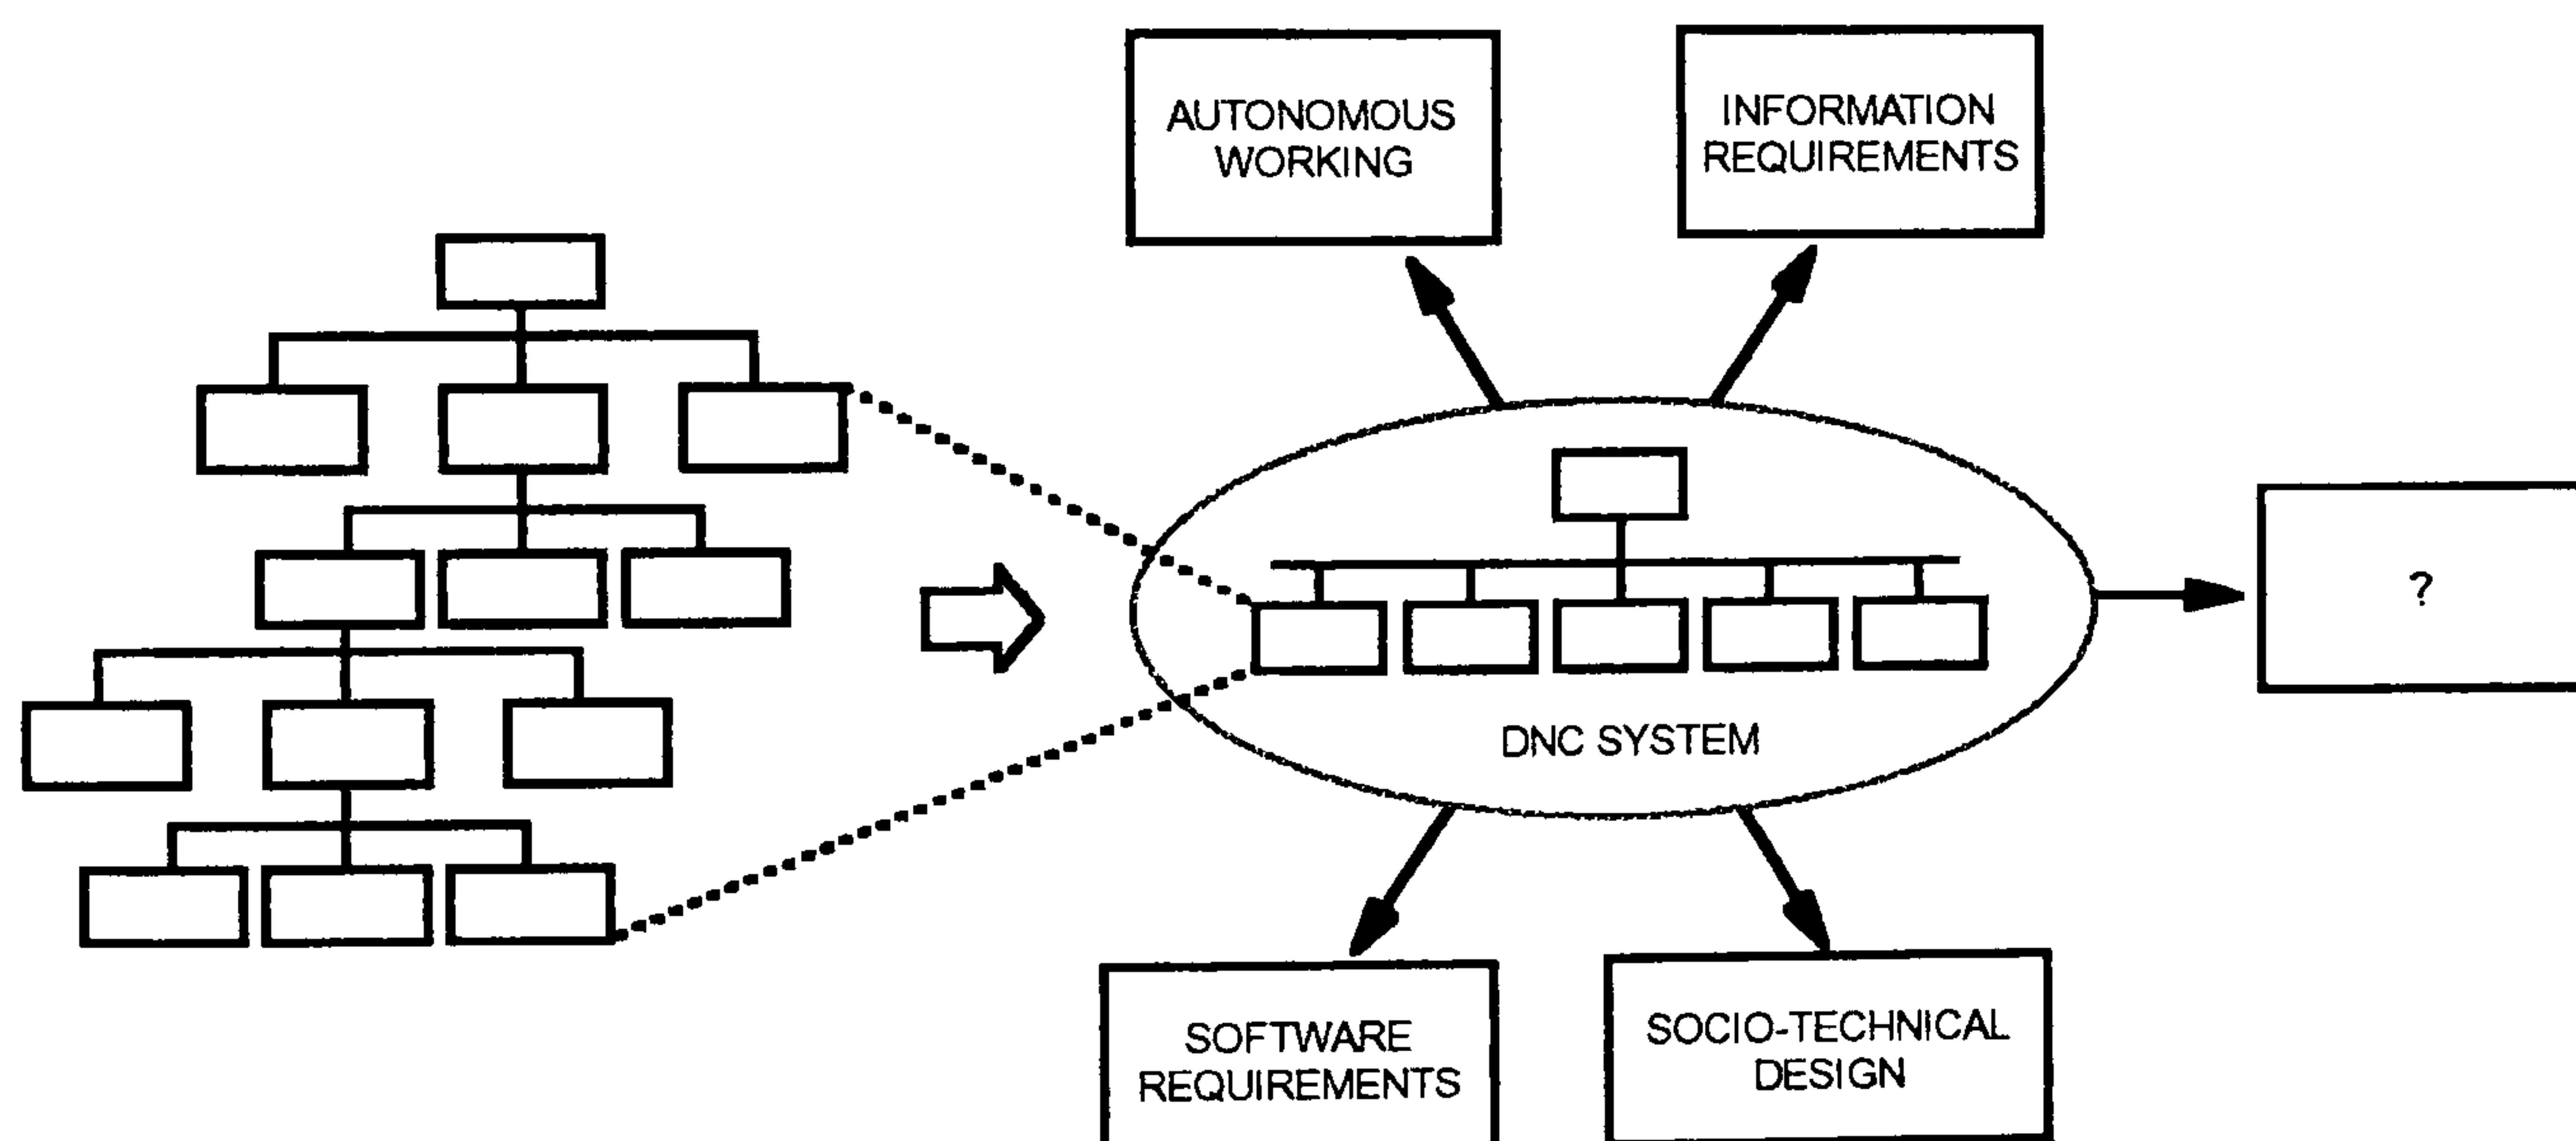 AUTONOMOUS
WORKING
INFORMATION
REQUIREMENTS
?
DNC SYSTEM
SOFTWARE
REQUIREMENTS
SOCIO-TECHNICAL
DESIGN